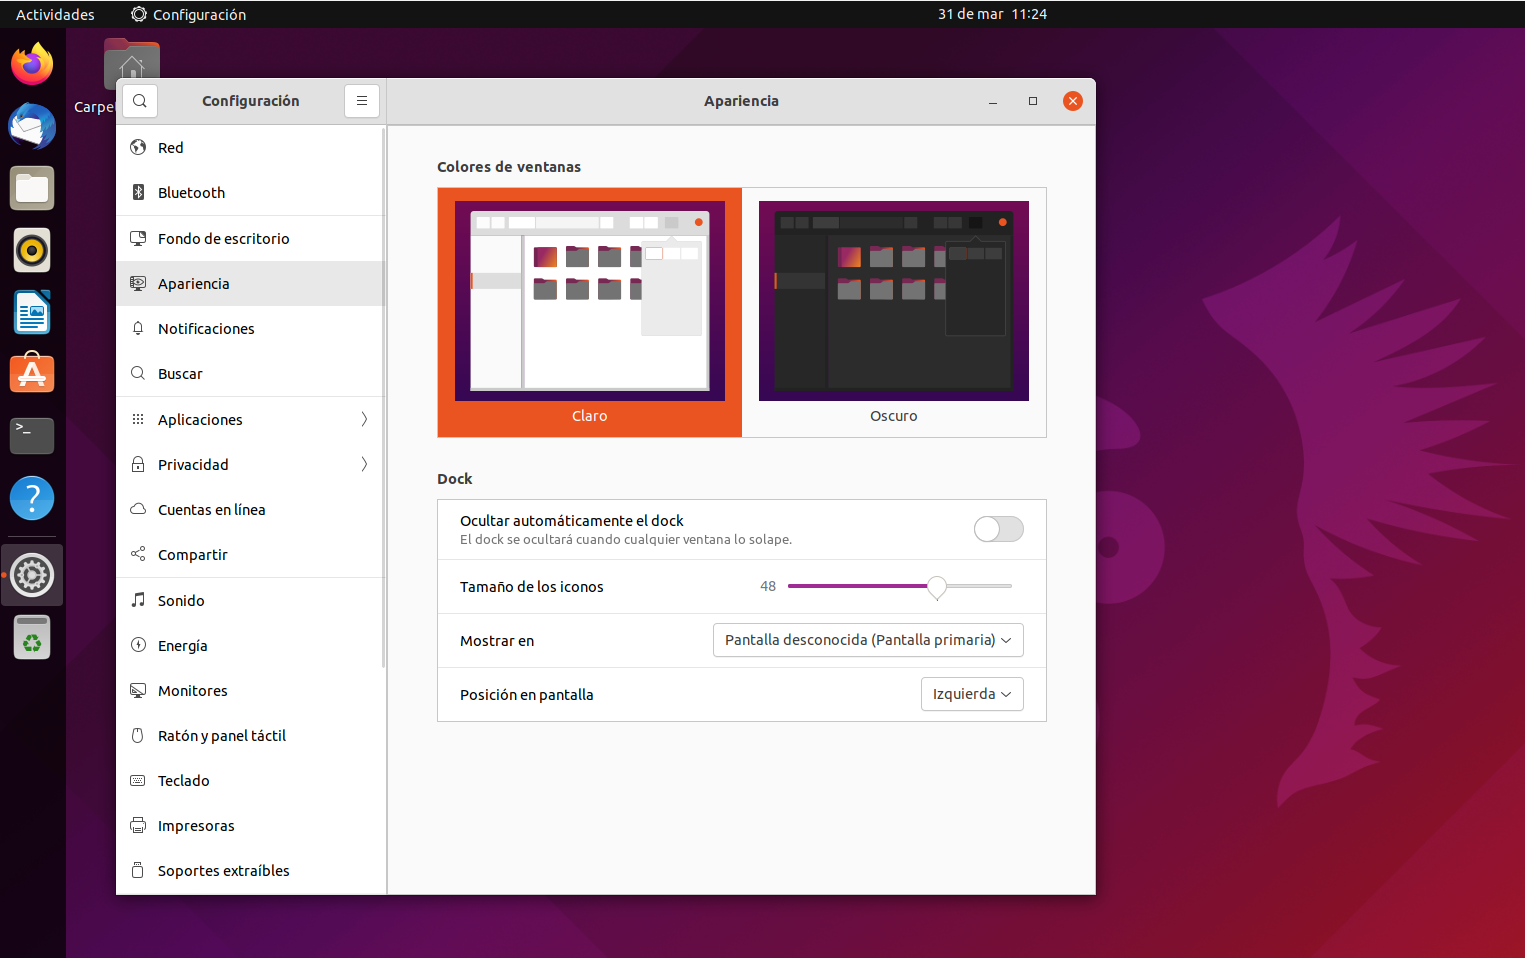 Actividades
Configuración
31 de mar 11:24
Carpe
Configuración
Apariencia
Red
Bluetooth
Fondo de escritorio
Apariencia
Notificaciones
Buscar
Aplicaciones
Privacidad
Cuentas en línea
Compartir
Sonido
Energía
Monitores
Ratón y panel táctil
Teclado
Impresoras
Soportes extraíbles
Colores de ventanas
Claro
Oscuro
Dock
Ocultar automáticamente el dock
El dock se ocultará cuando cualquier ventana lo solape.
Tamaño de los iconos
48
Mostrar en
Pantalla desconocida (Pantalla primaria)
Posición en pantalla
Izquierda